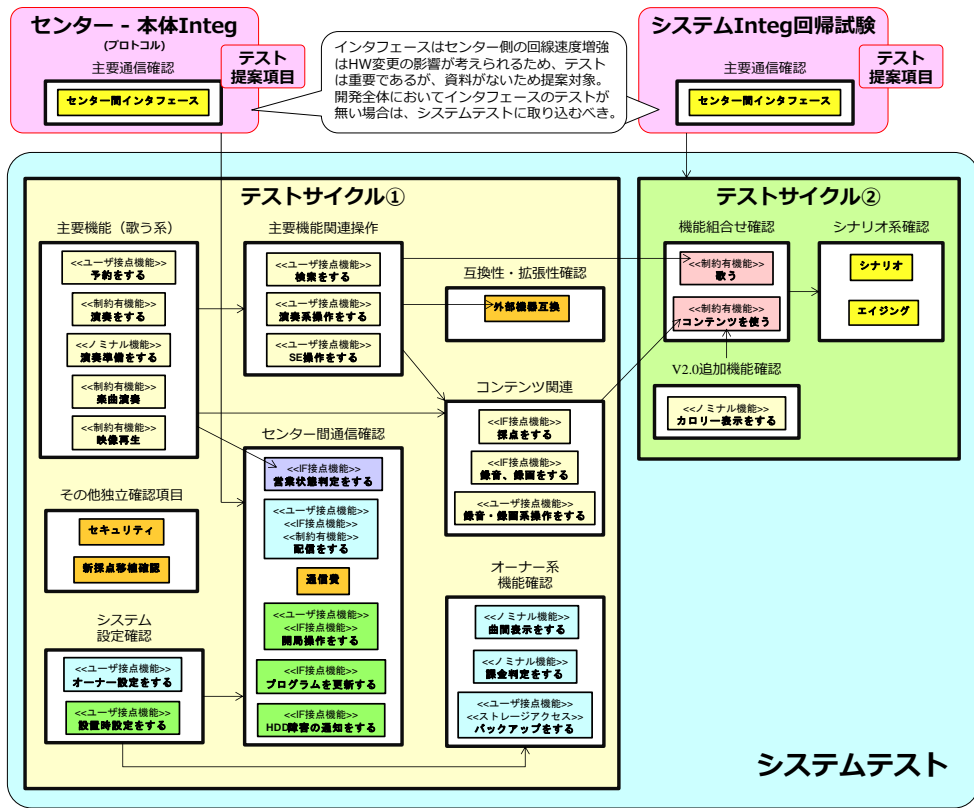 センター - 本体Integ
(プロトコル)
テスト
提案項目
主要通信確認
センター間インタフェース
インタフェースはセンター側の回線速度増強
はHW変更の影響が考えられるため、テスト
は重要であるが、資料がないため提案対象。
開発全体においてインタフェースのテストが
無い場合は、システムテストに取り込むべき。
システムInteg回帰試験
テスト
提案項目
主要通信確認
センター間インタフェース
テストサイクル①
主要機能（歌う系）
<<ユーザ接点機能>>
予約をする
<<制約有機能>>
演奏をする
<<ノミナル機能>>
演奏準備をする
<<制約有機能>>
楽曲演奏
<<制約有機能>>
映像再生
主要機能関連操作
<<ユーザ接点機能>>
検索をする
<<ユーザ接点機能>>
演奏系操作をする
<<ユーザ接点機能>>
SE操作をする
互換性・拡張性確認
外部機器互換
コンテンツ関連
<<IF接点機能>>
採点をする
<<IF接点機能>>
録音、録画をする
<<ユーザ接点機能>>
録音・録画系操作をする
センター間通信確認
<<IF接点機能>>
営業状態判定をする
<<ユーザ接点機能>>
<<IF接点機能>>
<<制約有機能>>
配信をする
通信費
<<ユーザ接点機能>>
<<IF接点機能>>
開局操作をする
<<IF接点機能>>
プログラムを更新する
<<IF接点機能>>
HDD障害の通知をする
その他独立確認項目
セキュリティ
新採点移植確認
システム
設定確認
<<ユーザ接点機能>>
オーナー設定をする
<<ユーザ接点機能>>
設置時設定をする
オーナー系
機能確認
<<ノミナル機能>>
曲間表示をする
<<ノミナル機能>>
課金判定をする
<<ユーザ接点機能>>
<<ストレージアクセス>>
バックアップをする
テストサイクル②
機能組合せ確認
<<制約有機能>>
歌う
<<制約有機能>>
コンテンツを使う
シナリオ系確認
シナリオ
エイジング
V2.0追加機能確認
<<ノミナル機能>>
カロリー表示をする
システムテスト